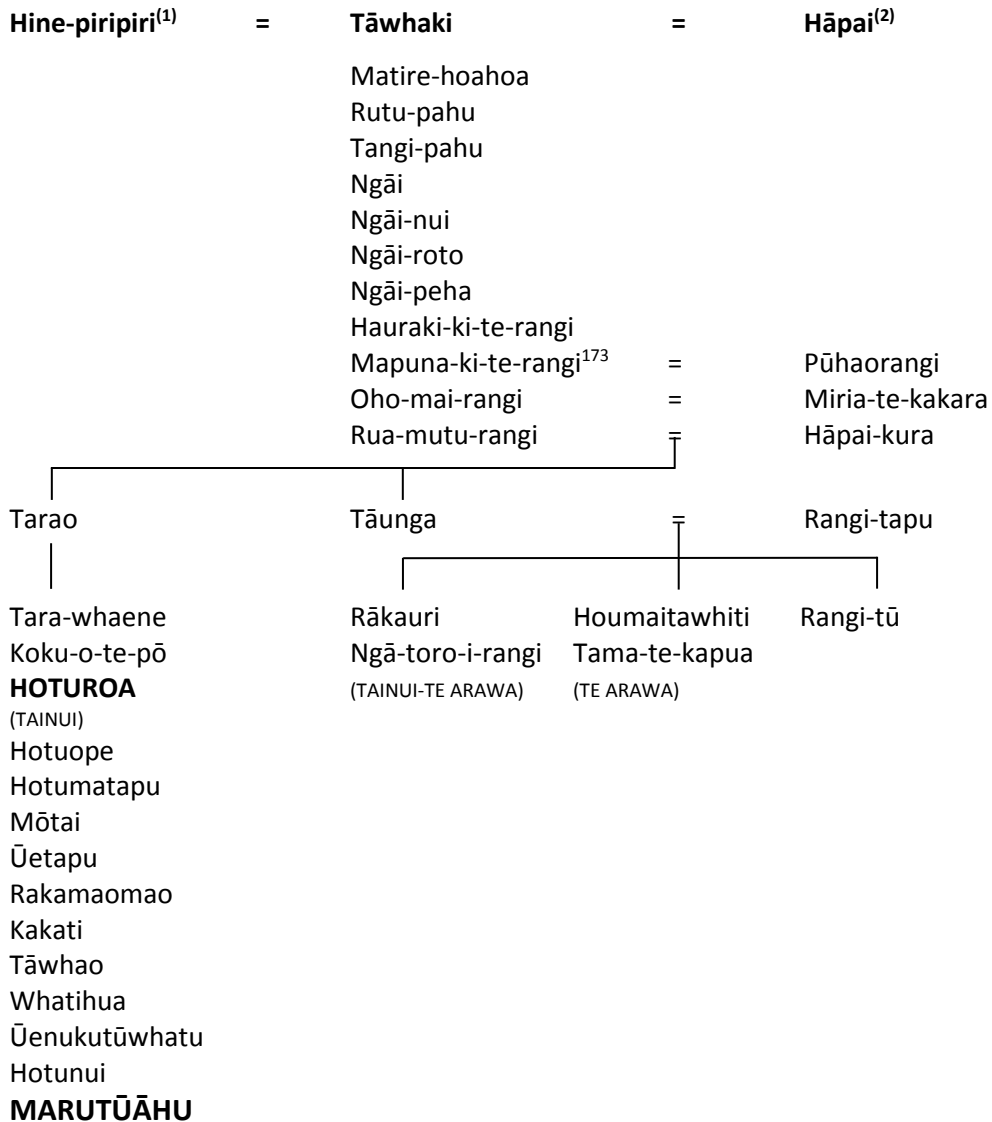 Hine-piripiri(1) = Tāwhaki = Hāpai(2)
Matire-hoahoa
Rutu-pahu
Tangi-pahu
Ngāi
Ngāi-nui
Ngāi-roto
Ngāi-peha
Hauraki-ki-te-rangi
Mapuna-ki-te-rangi173 = Pūhaorangi
Oho-mai-rangi = Miria-te-kakara
Rua-mutu-rangi = Hāpai-kura
Tarao Tāunga = Rangi-tapu
Tara-whaene Rākauri Houmaitawhiti Rangi-tū
Koku-o-te-pō Ngā-toro-i-rangi Tama-te-kapua
HOTUROA (TAINUI-TE ARAWA) (TE ARAWA)
(TAINUI)
Hotuope
Hotumatapu
Mōtai
Ūetapu
Rakamaomao
Kakati
Tāwhao
Whatihua
Ūenukutūwhatu
Hotunui
MARUTŪĀHU